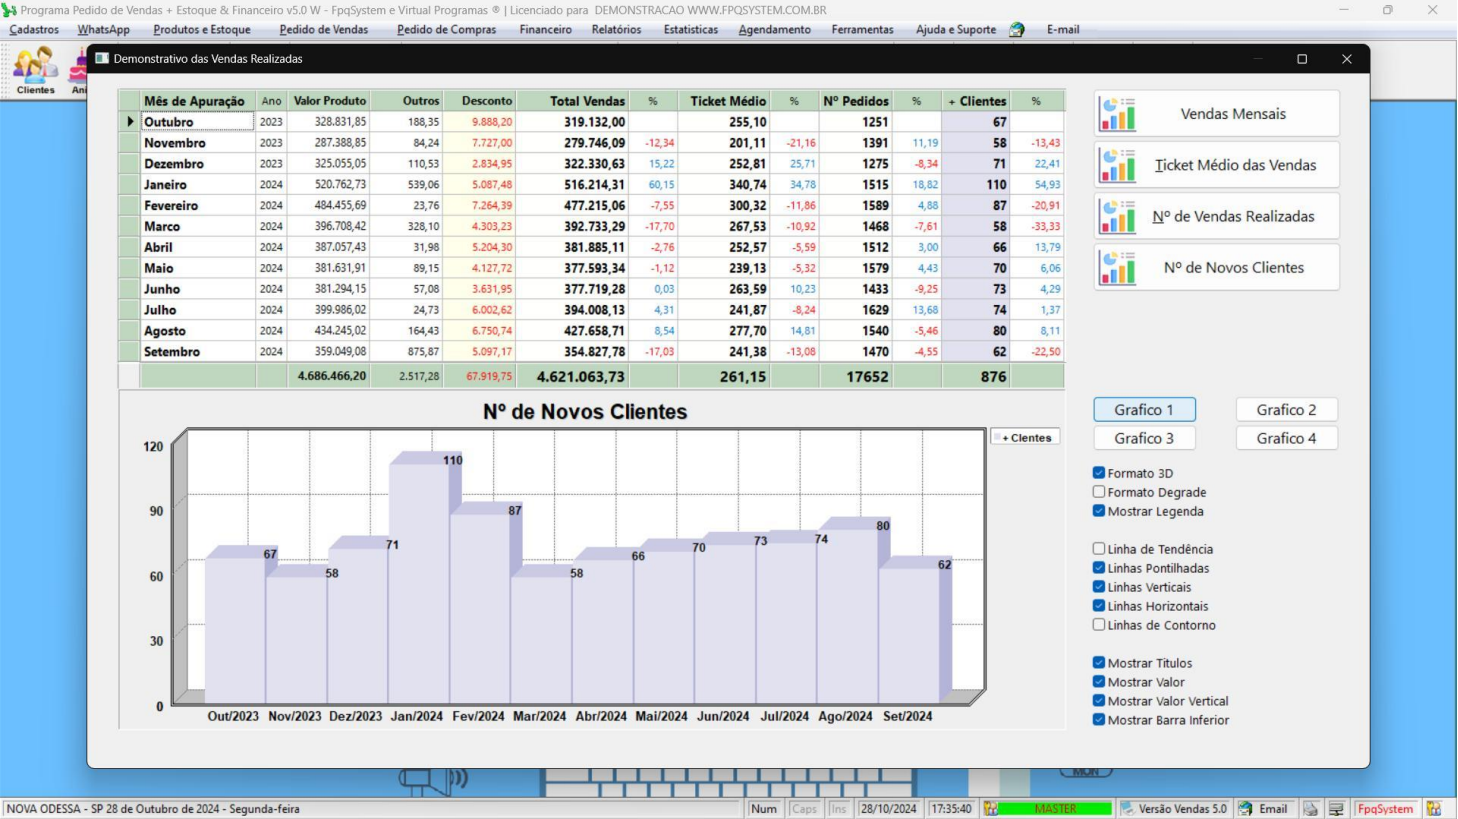 Programa Pedido de Vendas + Estoque & Financeiro v5.0 W - FpqSystem e Virtual Programas ® | Licenciado para DEMONSTRACAO WWW.FPQSYSTEM.COM.BR
Cadastros WhatsApp Produtos e Estoque Pedido de Vendas Pedido de Compras Financeiro Relatórios Estatisticas Agendamento Ferramentas Ajuda e Suporte E-mail
Clientes Ani
Demonstrativo das Vendas Realizadas
Mês de Apuração Ano Valor Produto Outros Desconto Total Vendas % Ticket Médio % Nº Pedidos % + Clientes %
Outubro 2023 328.831,85 188,35 9.888,20 319.132,00 255,10 1251 67
Novembro 2023 287.388,85 84,24 7.727,00 279.746,09 -12,34 201,11 -21,16 1391 11,19 58 -13,43
Dezembro 2023 325.055,05 110,53 2.834,95 322.330,63 15,22 252,81 25,71 1275 -8,34 71 22,41
Janeiro 2024 520.762,73 539,06 5.087,48 516.214,31 60,15 340,74 34,78 1515 18,82 110 54,93
Fevereiro 2024 484.455,69 23,76 7.264,39 477.215,06 -7,55 300,32 -11,86 1589 4,88 87 -20,91
Marco 2024 396.708,42 328,10 4.303,23 392.733,29 -17,70 267,53 -10,92 1468 -7,61 58 -33,33
Abril 2024 387.057,43 31,98 5.204,30 381.885,11 -2,76 252,57 -5,59 1512 3,00 66 13,79
Maio 2024 381.631,91 89,15 4.127,72 377.593,34 -1,12 239,13 -5,32 1579 4,43 70 6,06
Junho 2024 381.294,15 57,08 3.631,95 377.719,28 0,03 263,59 10,23 1433 -9,25 73 4,29
Julho 2024 399.986,02 24,73 6.002,62 394.008,13 4,31 241,87 -8,24 1629 13,68 74 1,37
Agosto 2024 434.245,02 164,43 6.750,74 427.658,71 8,54 277,70 14,81 1540 -5,46 80 8,11
Setembro 2024 359.049,08 875,87 5.097,17 354.827,78 -17,03 241,38 -13,08 1470 -4,55 62 -22,50
4.686.466,20 2.517,28 67.919,75 4.621.063,73 261,15 17652 876
Vendas Mensais
Ticket Médio das Vendas
Nº de Vendas Realizadas
Nº de Novos Clientes
Grafico 1 Grafico 2
Grafico 3 Grafico 4
Formato 3D
Formato Degrade
Mostrar Legenda
Linha de Tendência
Linhas Pontilhadas
Linhas Verticais
Linhas Horizontais
Linhas de Contorno
Mostrar Titulos
Mostrar Valor
Mostrar Valor Vertical
Mostrar Barra Inferior
Nº de Novos Clientes
+ Clentes
120
90
60
30
0
67 58 71 110 87 58 66 70 73 74 80 62
Out/2023 Nov/2023 Dez/2023 Jan/2024 Fev/2024 Mar/2024 Abr/2024 Mai/2024 Jun/2024 Jul/2024 Ago/2024 Set/2024
MON
NOVA ODESSA - SP 28 de Outubro de 2024 - Segunda-feira Num Caps Ins 28/10/2024 17:35:40 MASTER Versão Vendas 5.0 Email FpqSystem